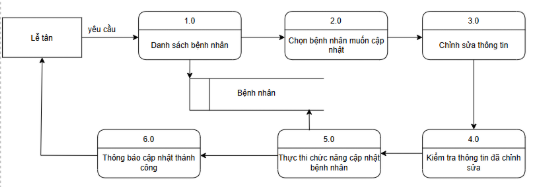 Lễ tân
yêu cầu
1.0
Danh sách bệnh nhân
2.0
Chọn bệnh nhân muốn cập
nhật
3.0
Chỉnh sửa thông tin
Bệnh nhân
6.0
Thông báo cập nhật thánh
công
5.0
Thực thi chức năng cập nhật
bệnh nhân
4.0
Kiểm tra thông tin đã chỉnh
sửa